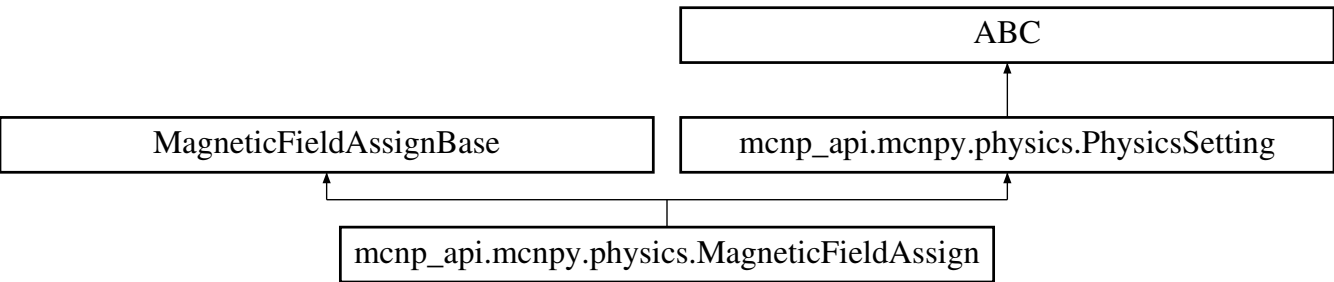 ABC
MagneticFieldAssignBase
mcnp_api.mcnpy.physics.PhysicsSetting
mcnp_api.mcnpy.physics.MagneticFieldAssign